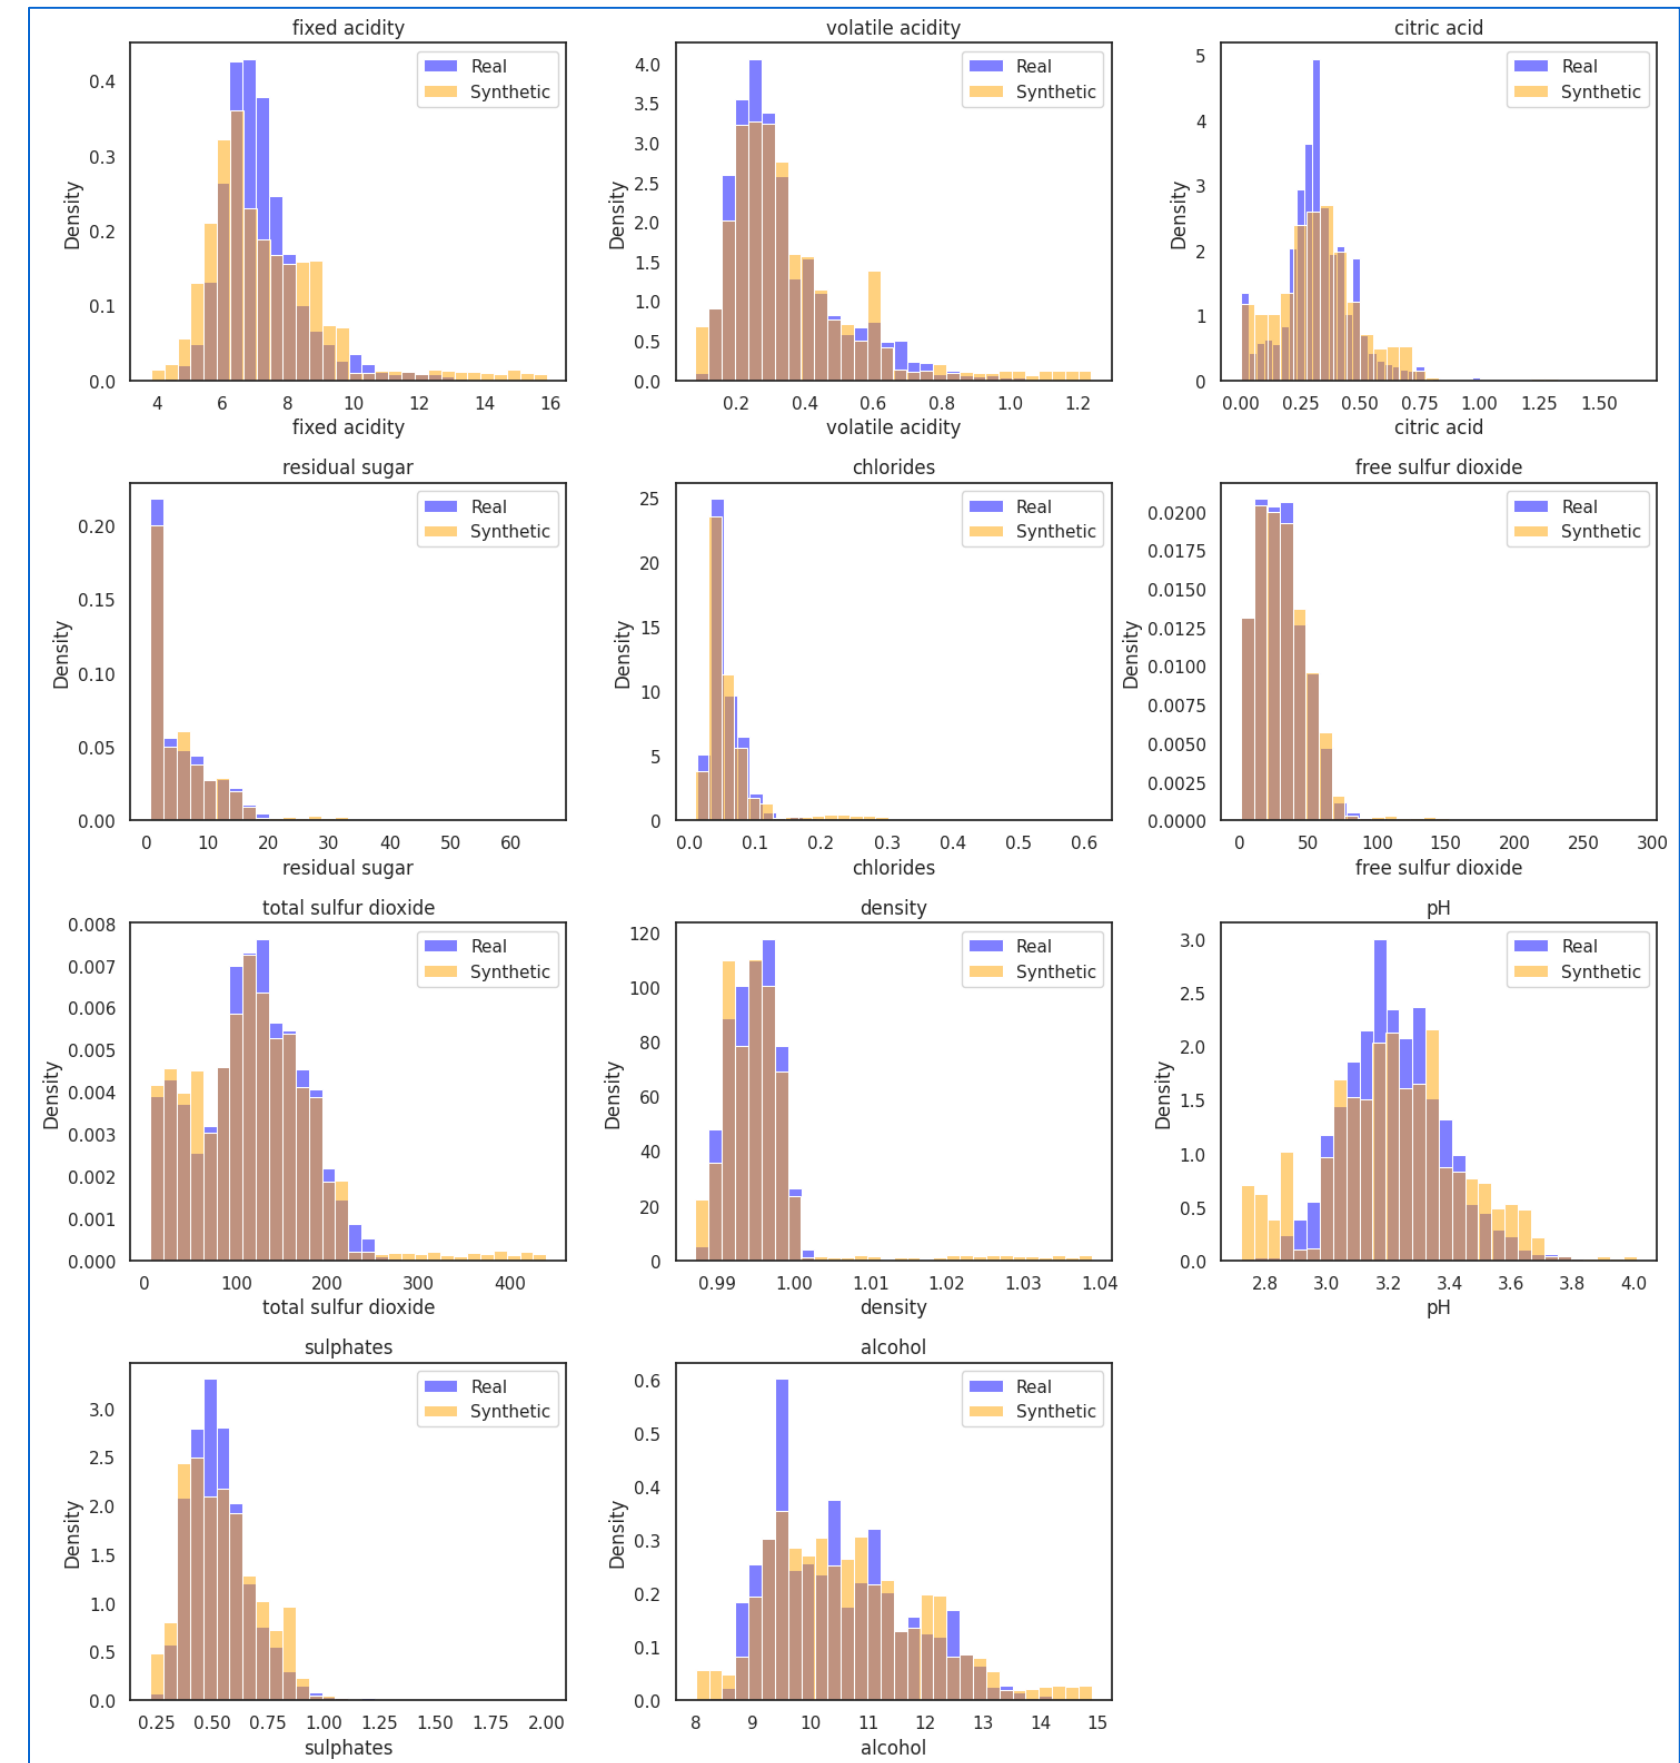 fixed acidity
Real
Synthetic
Density
0.4
0.3
0.2
0.1
0.0
4 6 8 10 12 14 16
fixed acidity
volatile acidity
Real
Synthetic
Density
4.0
3.5
3.0
2.5
2.0
1.5
1.0
0.5
0.0
0.2 0.4 0.6 0.8 1.0 1.2
volatile acidity
citric acid
Real
Synthetic
Density
5
4
3
2
1
0
0.00 0.25 0.50 0.75 1.00 1.25 1.50
citric acid
residual sugar
Real
Synthetic
Density
0.20
0.15
0.10
0.05
0.00
0 10 20 30 40 50 60
residual sugar
chlorides
Real
Synthetic
Density
25
20
15
10
5
0
0.0 0.1 0.2 0.3 0.4 0.5 0.6
chlorides
free sulfur dioxide
Real
Synthetic
Density
0.0200
0.0175
0.0150
0.0125
0.0100
0.0075
0.0050
0.0025
0.0000
0 50 100 150 200 250 300
free sulfur dioxide
total sulfur dioxide
Real
Synthetic
Density
0.008
0.007
0.006
0.005
0.004
0.003
0.002
0.001
0.000
0 100 200 300 400
total sulfur dioxide
density
Real
Synthetic
Density
120
100
80
60
40
20
0
0.99 1.00 1.01 1.02 1.03 1.04
density
pH
Real
Synthetic
Density
3.0
2.5
2.0
1.5
1.0
0.5
0.0
2.8 3.0 3.2 3.4 3.6 3.8 4.0
pH
sulphates
Real
Synthetic
Density
3.0
2.5
2.0
1.5
1.0
0.5
0.0
0.25 0.50 0.75 1.00 1.25 1.50 1.75 2.00
sulphates
alcohol
Real
Synthetic
Density
0.6
0.5
0.4
0.3
0.2
0.1
0.0
8 9 10 11 12 13 14 15
alcohol